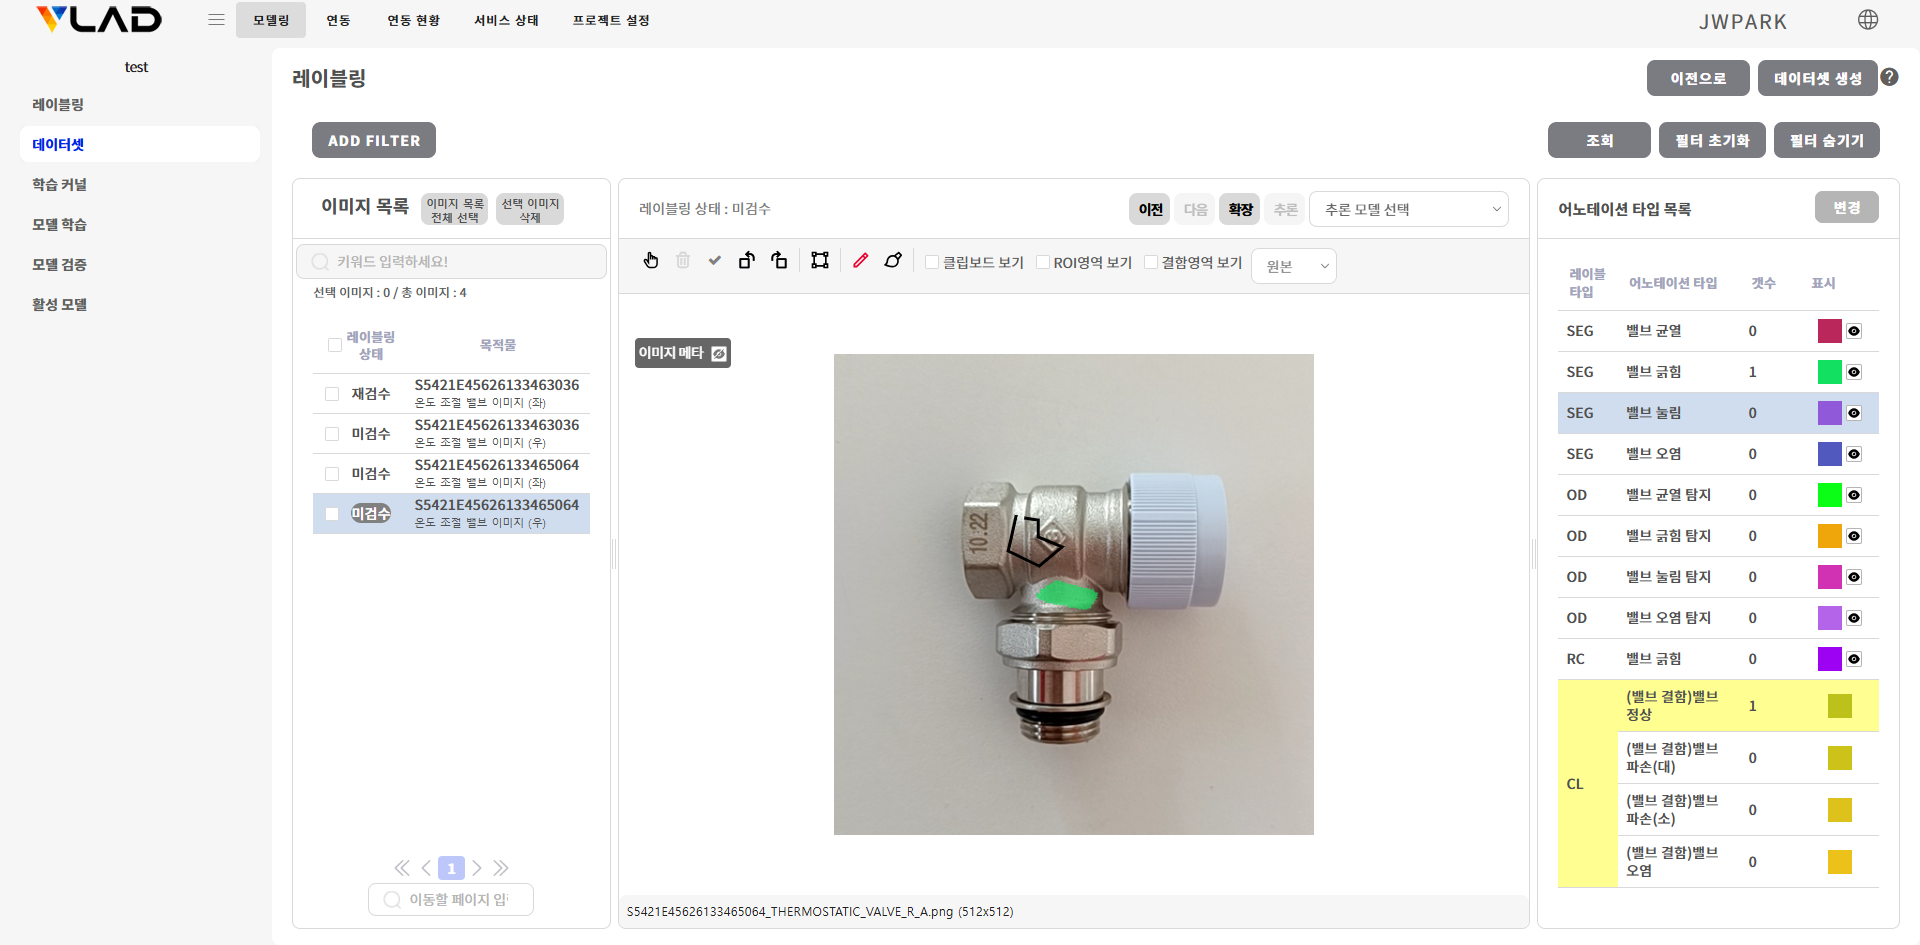 VLAD
모델링
연동
연동 현황
서비스 상태
프로젝트 설정
JWPARK
test
레이블링
데이터셋
학습 커널
모델 학습
모델 검증
활성 모델
레이블링
이전으로
데이터셋 생성
?
ADD FILTER
조회
필터 초기화
필터 숨기기
이미지 목록
이미지 목록
전체 선택
선택 이미지
삭제
키워드 입력하세요!
선택 이미지 : 0 / 총 이미지 : 4
레이블링
상태
목적물
재검수
S5421E45626133463036
온도 조절 밸브 이미지 (좌)
미검수
S5421E45626133463036
온도 조절 밸브 이미지 (우)
미검수
S5421E45626133465064
온도 조절 밸브 이미지 (좌)
미검수
S5421E45626133465064
온도 조절 밸브 이미지 (우)
1
이동할 페이지 입
레이블링 상태 : 미검수
이전
다음
확장
추론
추론 모델 선택
클립보드 보기
ROI영역 보기
결함영역 보기
원본
이미지 메타
10.22
S5421E45626133465064_THERMOSTATIC_VALVE_R_A.png (512x512)
어노테이션 타입 목록
변경
레이블
타입
어노테이션 타입
갯수
표시
SEG 밸브 균열 0
SEG 밸브 긁힘 1
SEG 밸브 눌림 0
SEG 밸브 오염 0
OD 밸브 균열 탐지 0
OD 밸브 긁힘 탐지 0
OD 밸브 눌림 탐지 0
OD 밸브 오염 탐지 0
RC 밸브 긁힘 0
CL
(밸브 결함)밸브
정상
1
(밸브 결함)밸브
파손(대)
0
(밸브 결함)밸브
파손(소)
0
(밸브 결함)밸브
오염
0